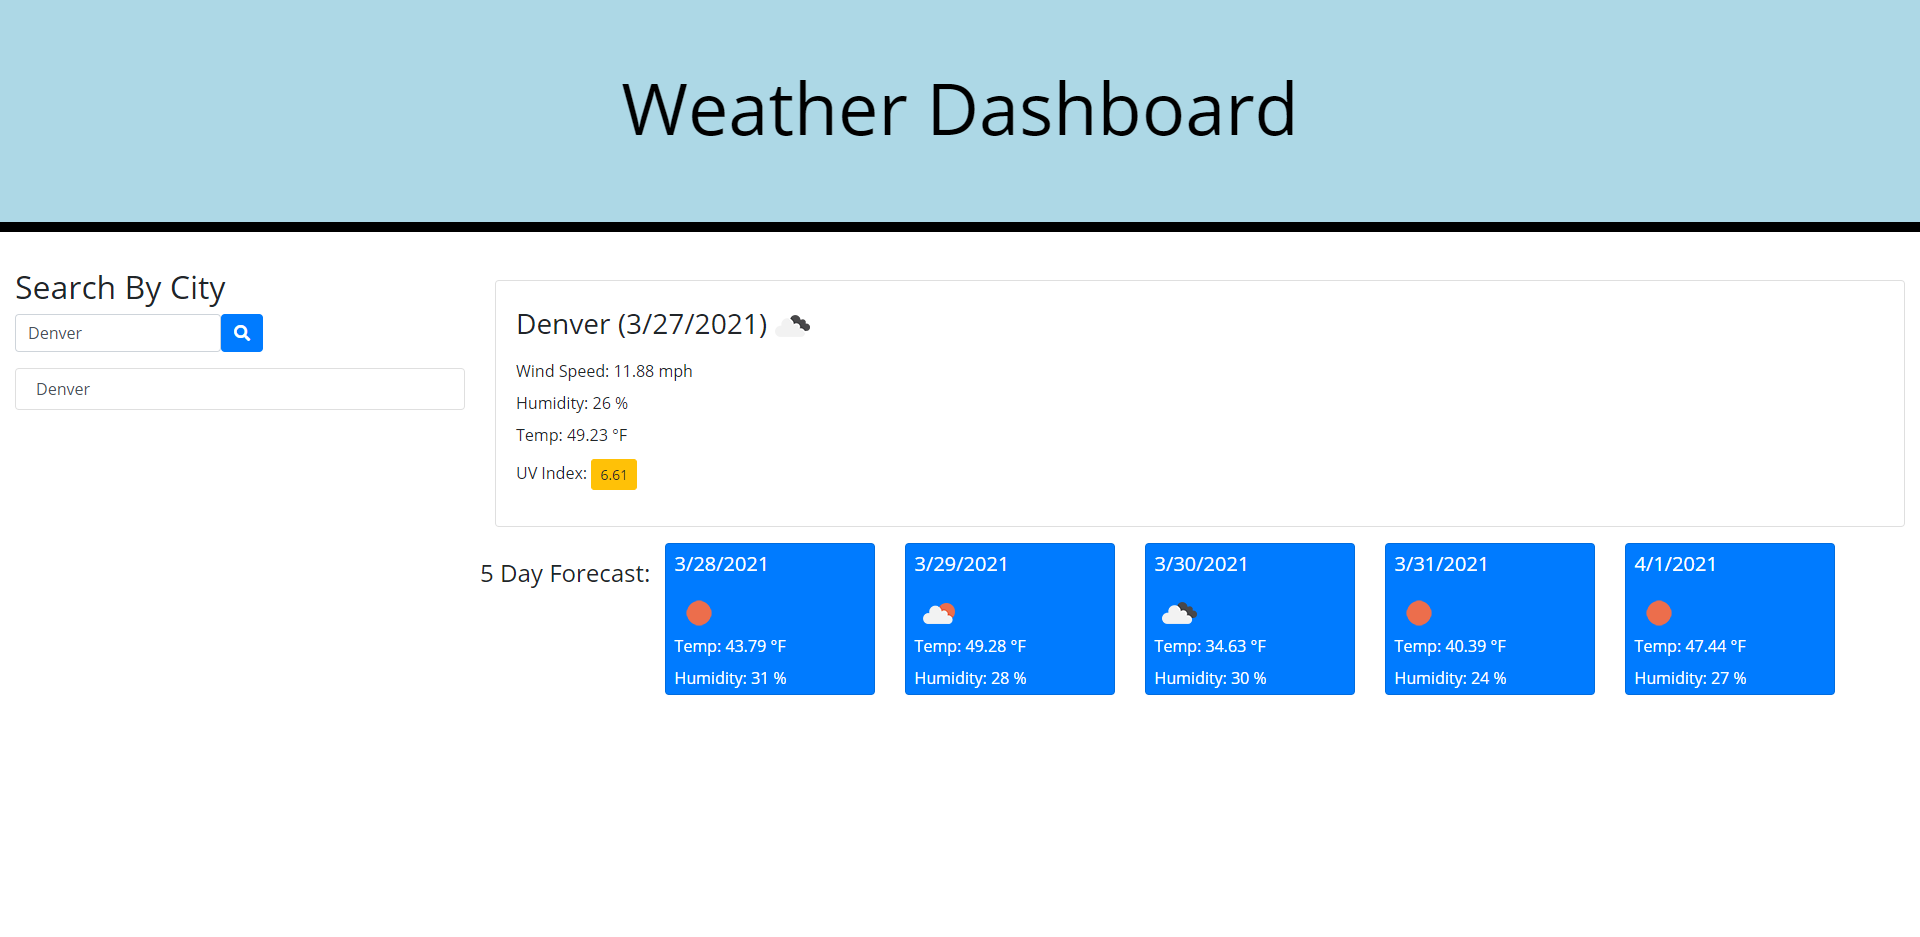 Weather Dashboard
Search By City
Denver
Denver
Denver (3/27/2021)
Wind Speed: 11.88 mph
Humidity: 26 %
Temp: 49.23 °F
UV Index: 6.61
5 Day Forecast:
3/28/2021
Temp: 43.79 °F
Humidity: 31 %
3/29/2021
Temp: 49.28 °F
Humidity: 28 %
3/30/2021
Temp: 34.63 °F
Humidity: 30 %
3/31/2021
Temp: 40.39 °F
Humidity: 24 %
4/1/2021
Temp: 47.44 °F
Humidity: 27 %